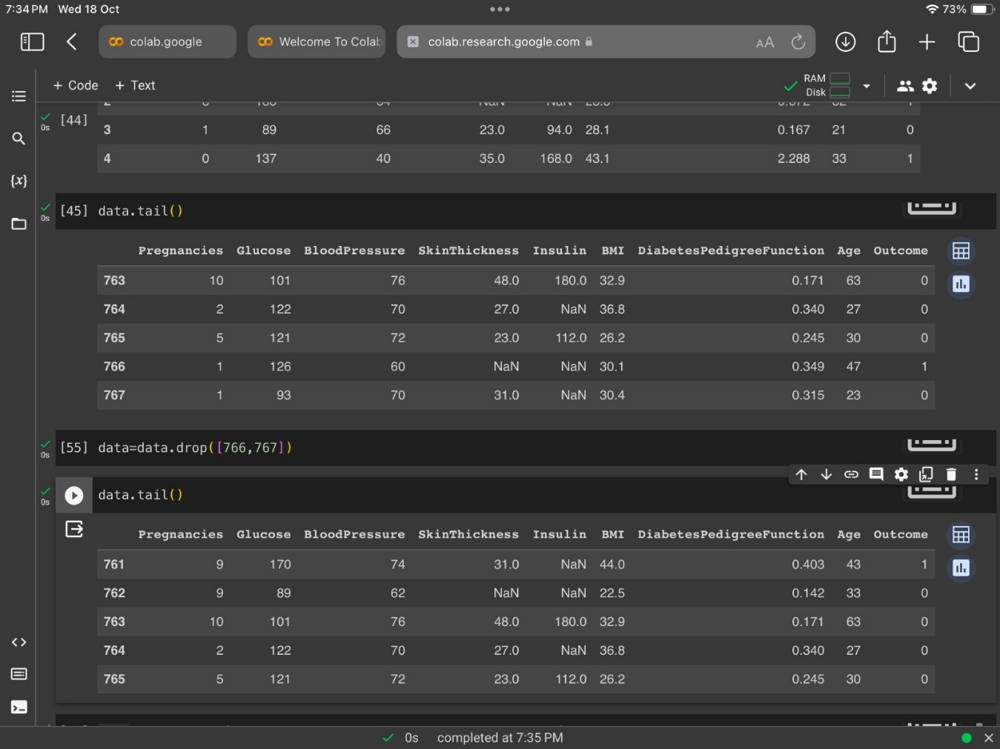 7:34 PM Wed 18 Oct
73%
colab.google
Welcome To Colab
colab.research.google.com
AA
+ Code + Text
RAM
Disk
[44]
0s
3 1 89 66 23.0 94.0 28.1 0.167 21 0
4 0 137 40 35.0 168.0 43.1 2.288 33 1
{x}
0s
[45] data.tail()
Pregnancies Glucose BloodPressure SkinThickness Insulin BMI DiabetesPedigreeFunction Age Outcome
763 10 101 76 48.0 180.0 32.9 0.171 63 0
764 2 122 70 27.0 NaN 36.8 0.340 27 0
765 5 121 72 23.0 112.0 26.2 0.245 30 0
766 1 126 60 NaN NaN 30.1 0.349 47 1
767 1 93 70 31.0 NaN 30.4 0.315 23 0
0s
[55] data=data.drop([766,767])
0s
data.tail()
Pregnancies Glucose BloodPressure SkinThickness Insulin BMI DiabetesPedigreeFunction Age Outcome
761 9 170 74 31.0 NaN 44.0 0.403 43 1
762 9 89 62 NaN NaN 22.5 0.142 33 0
763 10 101 76 48.0 180.0 32.9 0.171 63 0
764 2 122 70 27.0 NaN 36.8 0.340 27 0
765 5 121 72 23.0 112.0 26.2 0.245 30 0
0s completed at 7:35 PM